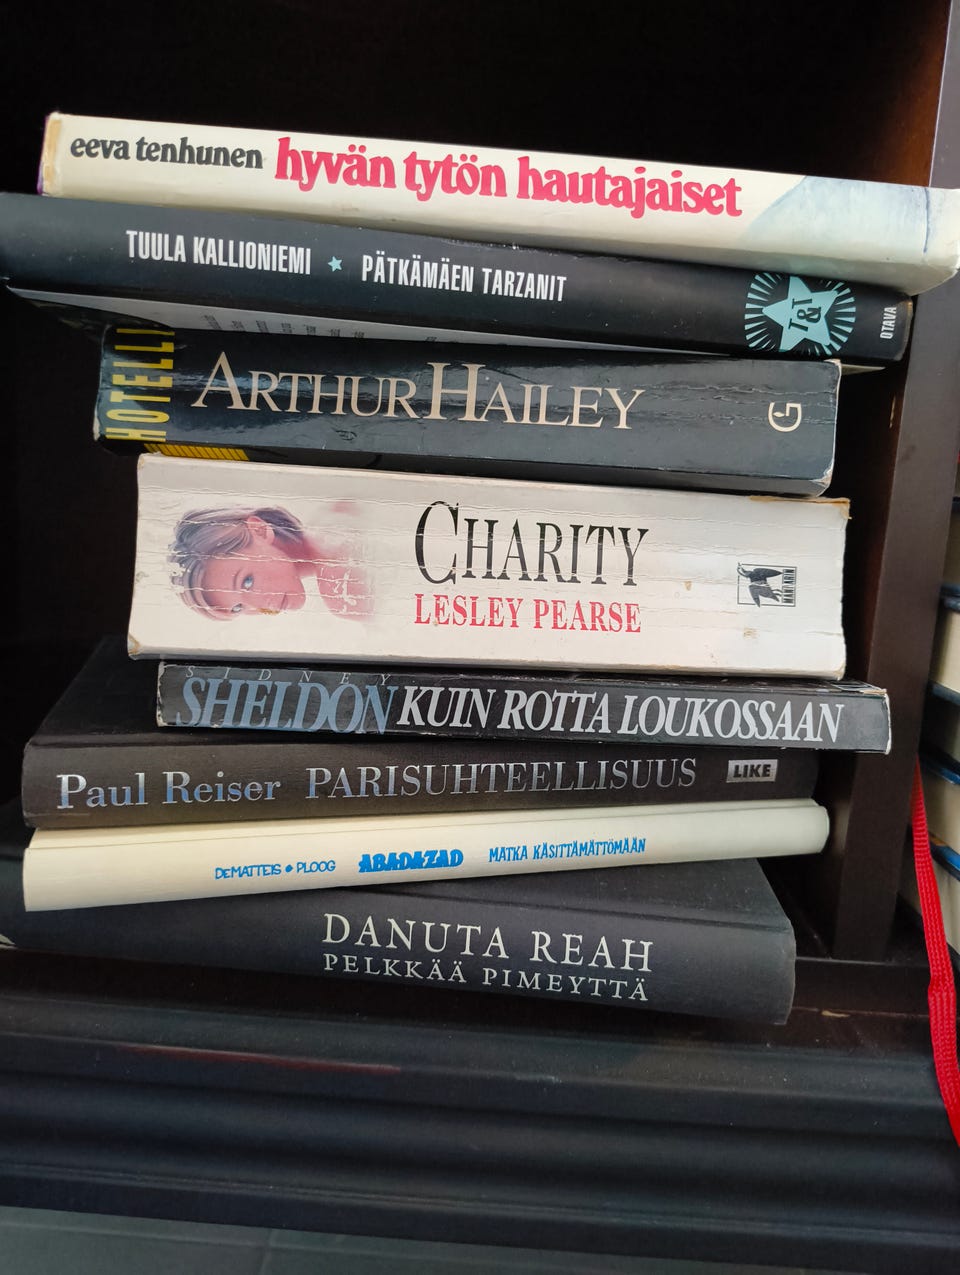 eeva tenhunen hyvän tytön hautajaiset
TUULA KALLIONIEMI ★ PÄTKÄMÄEN TARZANIT
T&T
OTAVA
HOTELLI
ARTHUR HAILEY
G
CHARITY
LESLEY PEARSE
MANDARIN
SIDNEY
SHELDON KUIN ROTTA LOUKOSSAAN
Paul Reiser PARISUHTEELLISUUS LIKE
DEMATTEIS • PLOOG ABADAZAD MATKA KÄSITTÄMÄTTÖMÄÄN
DANUTA REAH
PELKKÄÄ PIMEYTTÄ